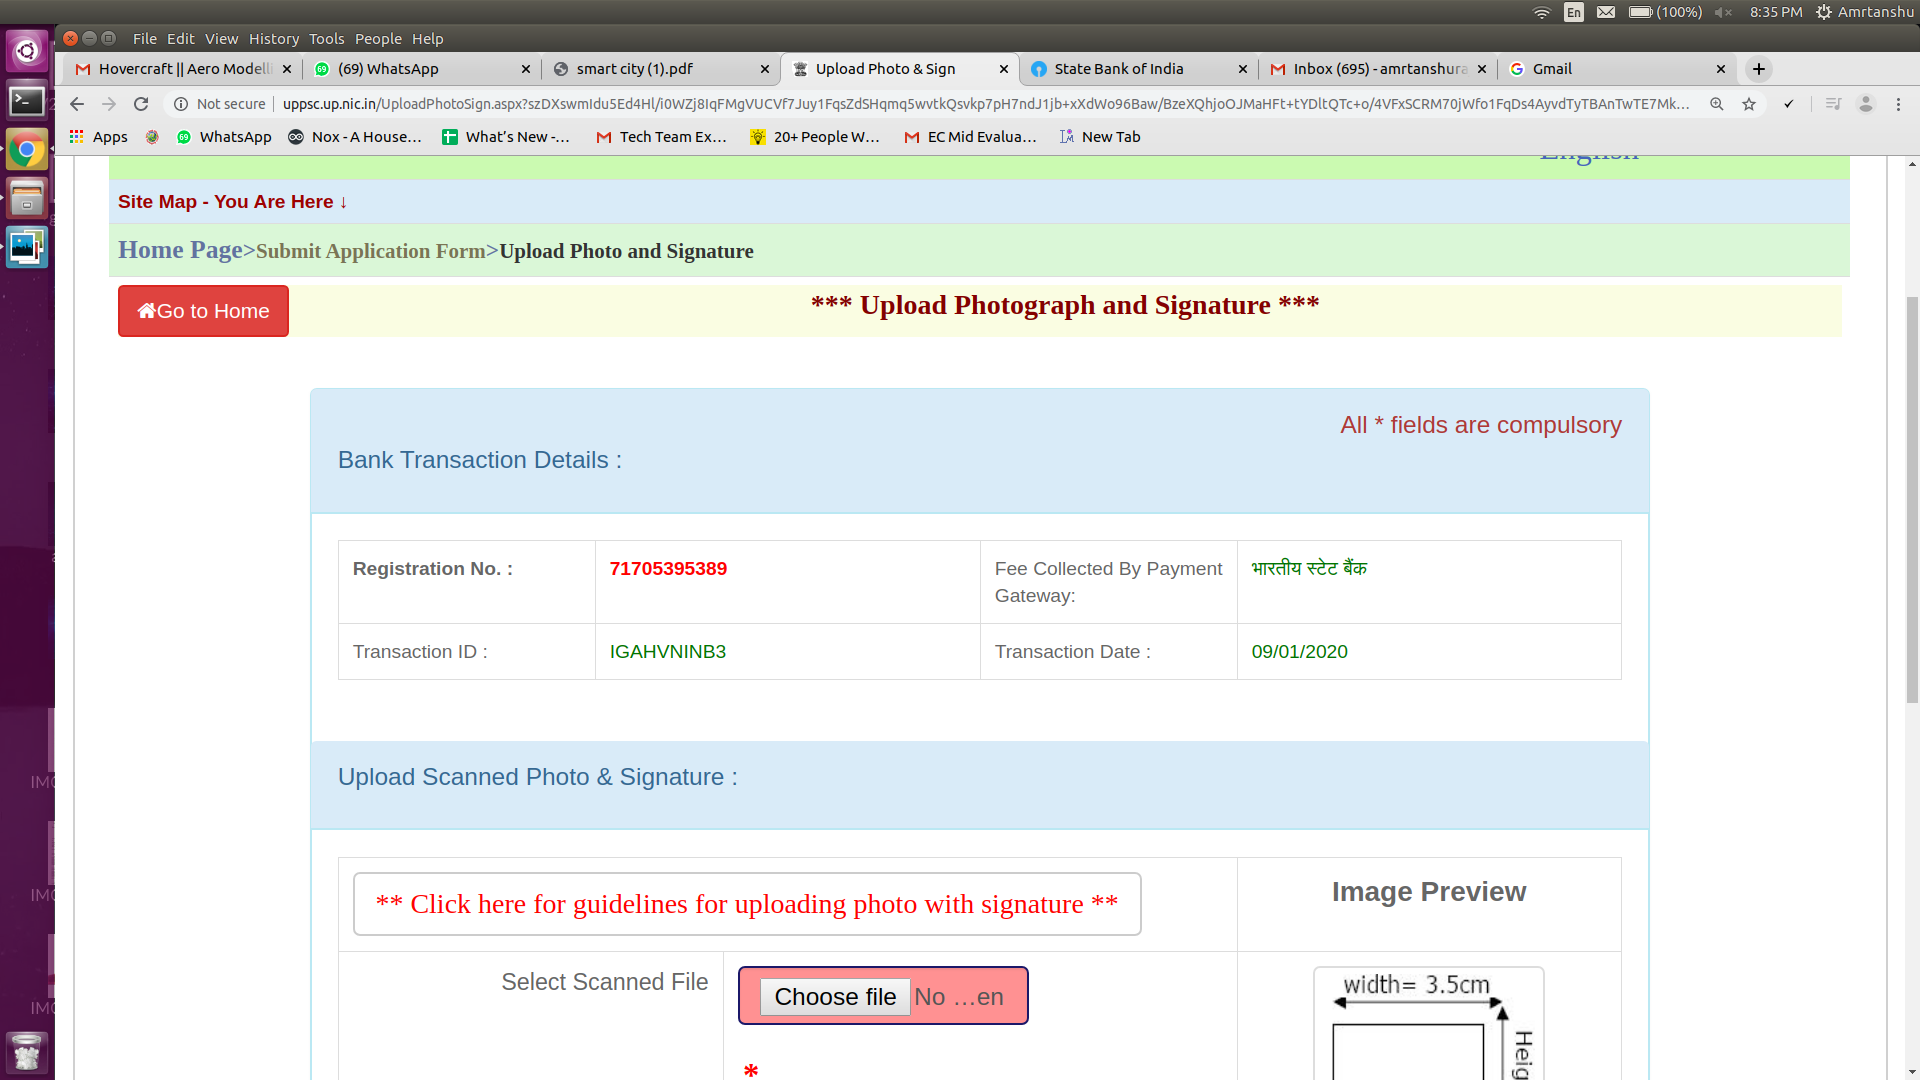 En (100%) 8:35 PM Amrtanshu
File Edit View History Tools People Help
Hovercraft || Aero Modelli (69) WhatsApp smart city (1).pdf Upload Photo & Sign State Bank of India Inbox (695) - amrtanshura Gmail
Not secure uppsc.up.nic.in/UploadPhotoSign.aspx?szDXswmIdu5Ed4Hl/i0WZj8IqFMgVUCVf7Juy1FqsZdSHqmq5wvtkQsvkp7pH7ndJ1jb+xXdWo96Baw/BzeXQhjoOJMaHFt+tYDltQTc+o/4VFxSCRM70jWfo1FqDs4AyvdTyTBAnTwTE7Mk...
Apps WhatsApp Nox - A House... What's New -... Tech Team Ex... 20+ People W... EC Mid Evalua... New Tab
English
Site Map - You Are Here ↓
Home Page>Submit Application Form>Upload Photo and Signature
Go to Home
*** Upload Photograph and Signature ***
All * fields are compulsory
Bank Transaction Details :
Registration No. : 71705395389 Fee Collected By Payment Gateway: भारतीय स्टेट बैंक
Transaction ID : IGAHVNINB3 Transaction Date : 09/01/2020
Upload Scanned Photo & Signature :
** Click here for guidelines for uploading photo with signature **
Image Preview
Select Scanned File
Choose file No ...en
*
width= 3.5cm
Heig